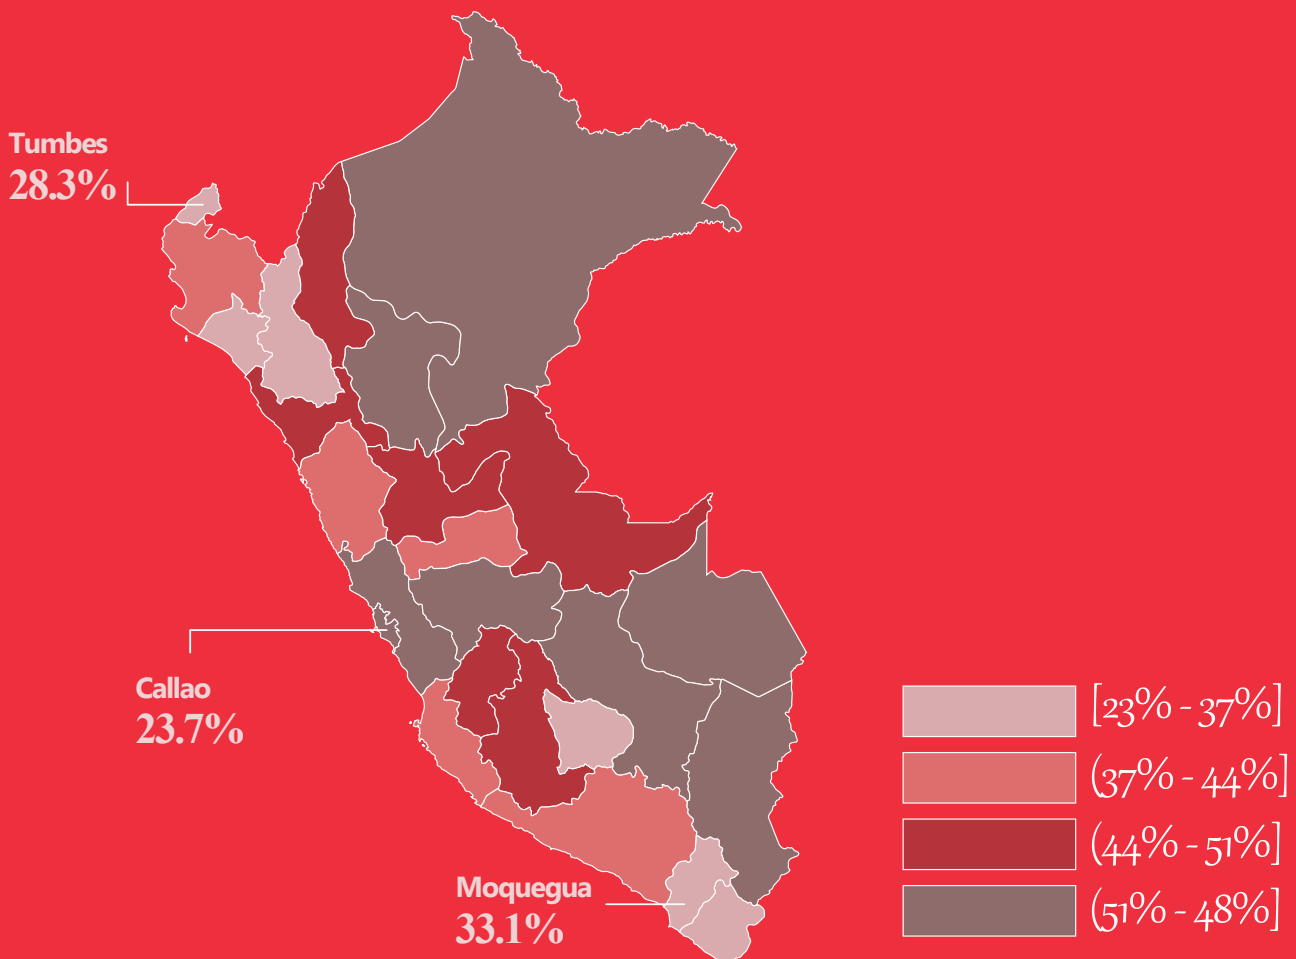 Tumbes
28.3%
Callao
23.7%
Moquegua
33.1%
[23% - 37%]
(37% - 44%]
(44% - 51%]
(51% - 48%]